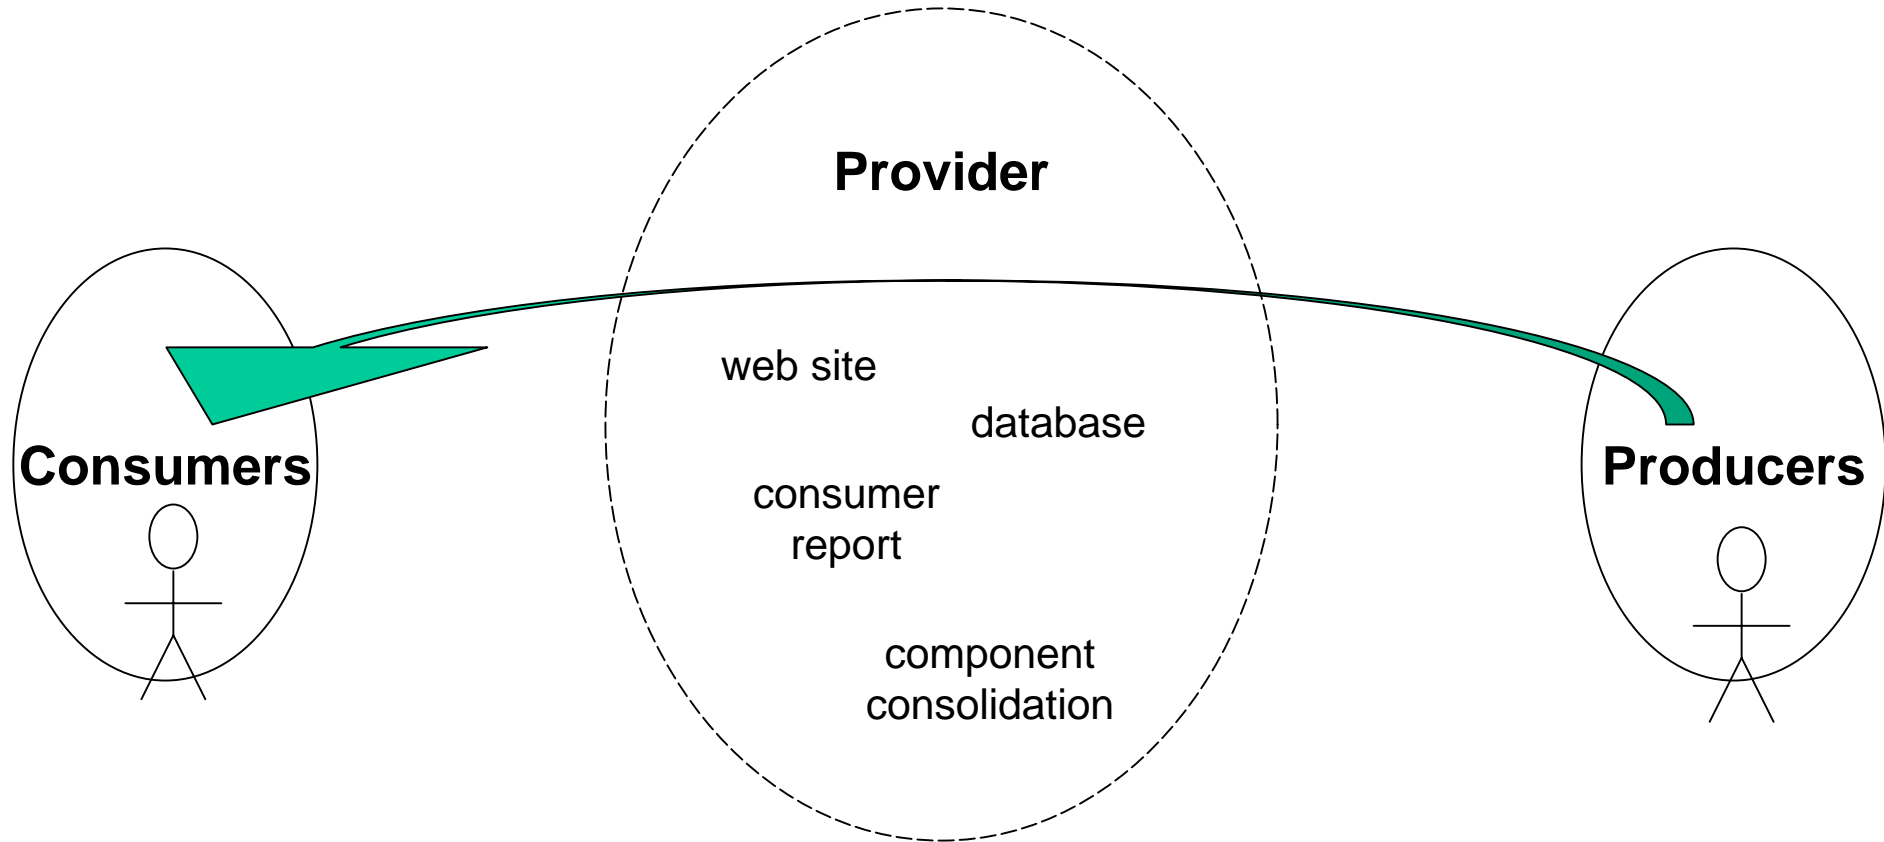 Provider
web site
database
Consumers
Producers
consumer
report
component
consolidation